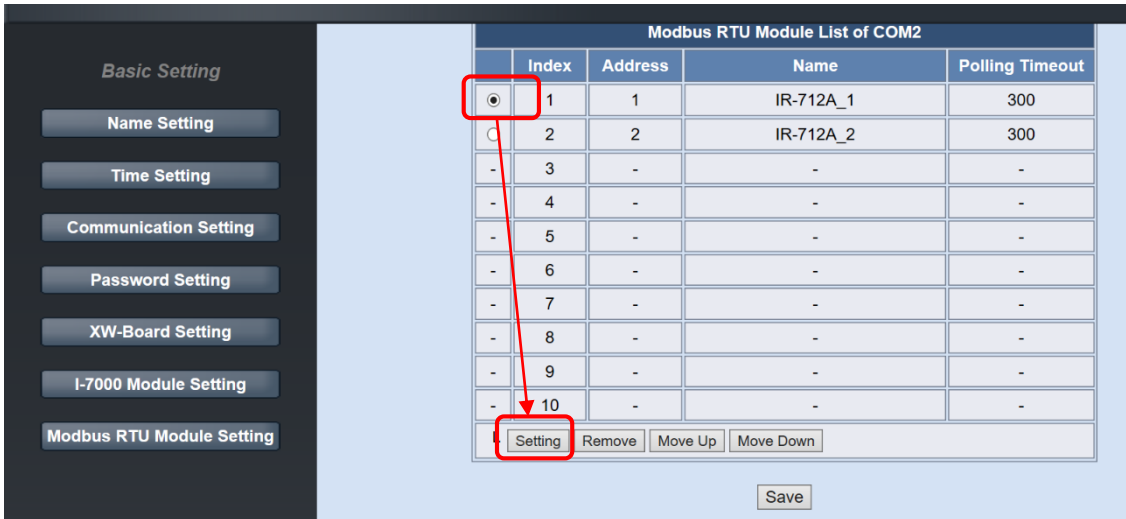 Basic Setting
Name Setting
Time Setting
Communication Setting
Password Setting
XW-Board Setting
I-7000 Module Setting
Modbus RTU Module Setting
Modbus RTU Module List of COM2
Index Address Name Polling Timeout
1 1 IR-712A_1 300
2 2 IR-712A_2 300
- 3 - - -
- 4 - - -
- 5 - - -
- 6 - - -
- 7 - - -
- 8 - - -
- 9 - - -
- 10 - - -
Setting Remove Move Up Move Down
Save